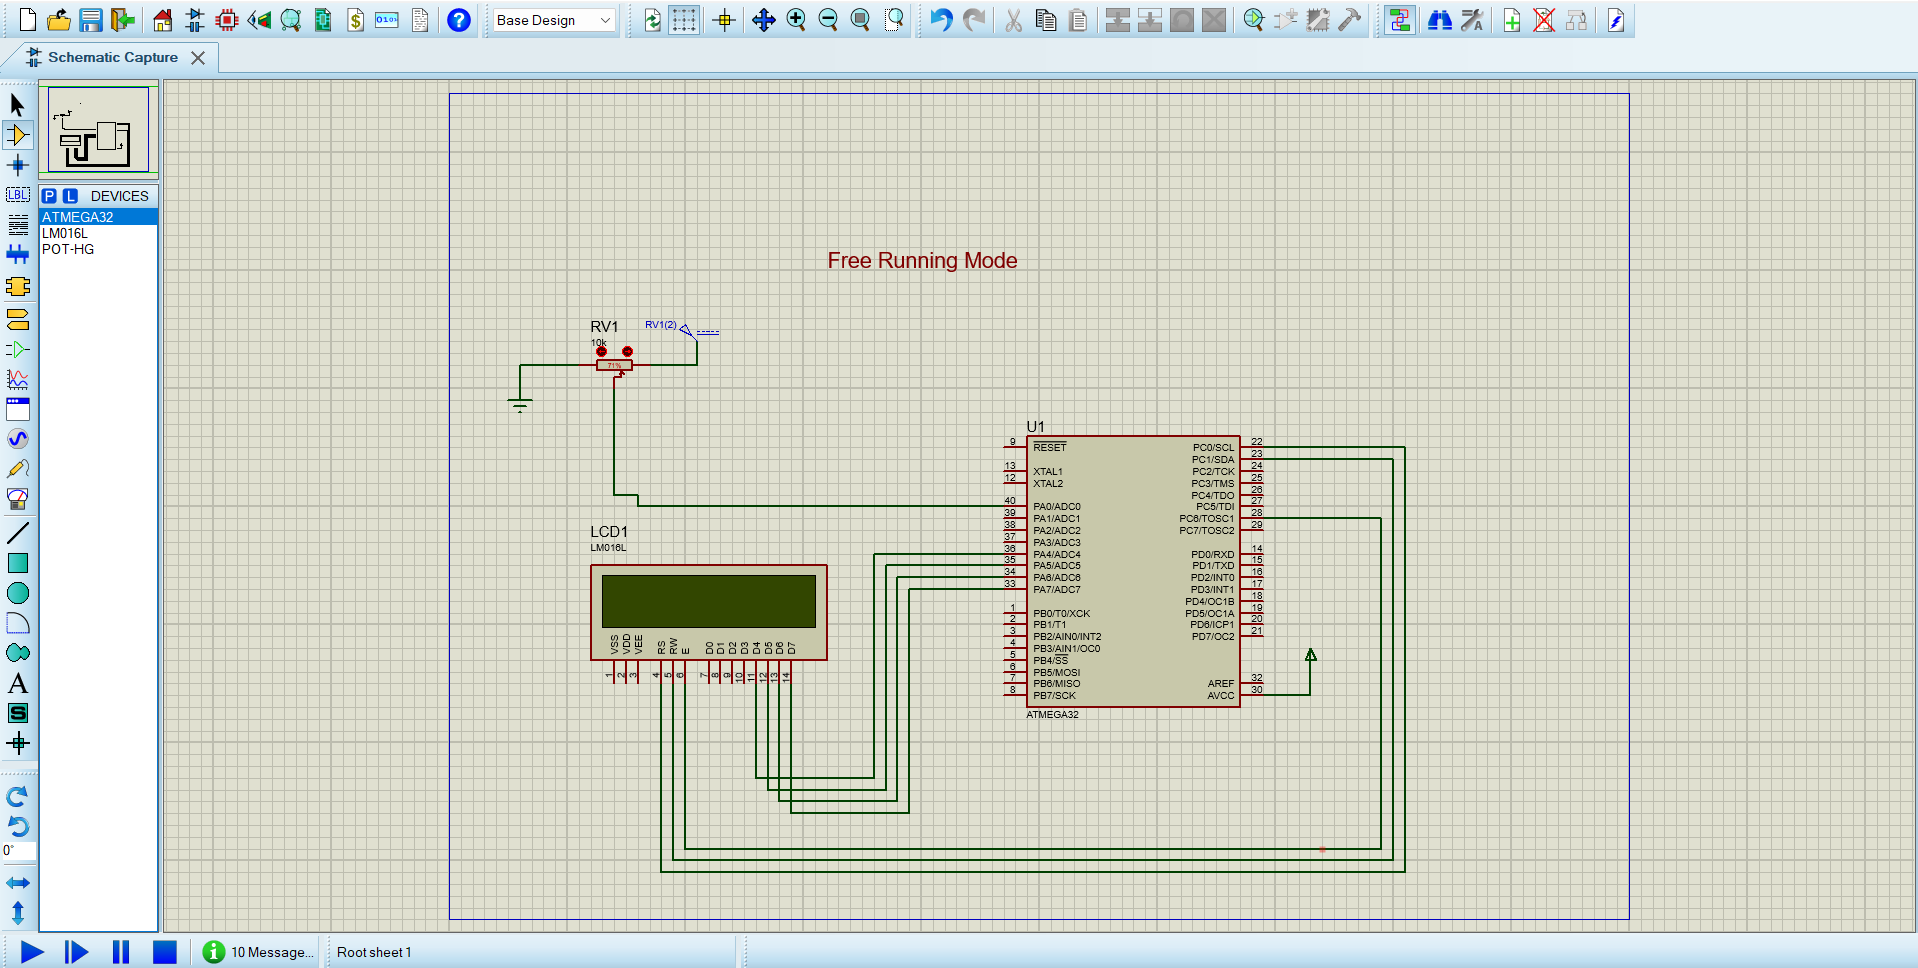 Base Design
Schematic Capture
P L DEVICES
ATMEGA32
LM016L
POT-HG
LBL
A
S
0°
Free Running Mode
RV1
10k
RV1(2)
71%
LCD1
LM016L
VSS
VDD
VEE
RS
RW
E
D0
D1
D2
D3
D4
D5
D6
D7
1
2
3
4
5
6
7
8
9
10
11
12
13
14
U1
9 RESET
13 XTAL1
12 XTAL2
40 PA0/ADC0
39 PA1/ADC1
38 PA2/ADC2
37 PA3/ADC3
36 PA4/ADC4
35 PA5/ADC5
34 PA6/ADC6
33 PA7/ADC7
1 PB0/T0/XCK
2 PB1/T1
3 PB2/AIN0/INT2
4 PB3/AIN1/OC0
5 PB4/SS
6 PB5/MOSI
7 PB6/MISO
8 PB7/SCK
PC0/SCL 22
PC1/SDA 23
PC2/TCK 24
PC3/TMS 25
PC4/TDO 26
PC5/TDI 27
PC6/TOSC1 28
PC7/TOSC2 29
PD0/RXD 14
PD1/TXD 15
PD2/INT0 16
PD3/INT1 17
PD4/OC1B 18
PD5/OC1A 19
PD6/ICP1 20
PD7/OC2 21
AREF 32
AVCC 30
ATMEGA32
10 Message...
Root sheet 1